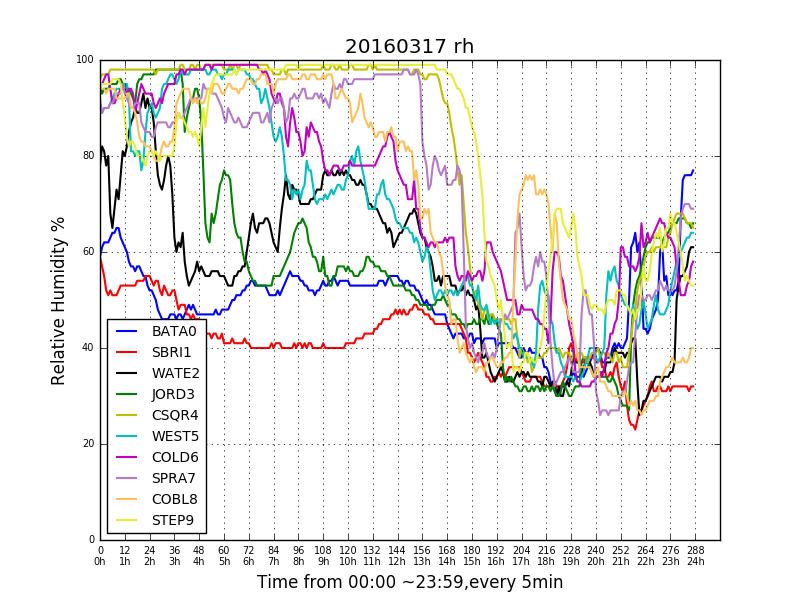 20160317 rh
Relative Humidity %
100
80
60
40
20
0
BATA0
SBRI1
WATE2
JORD3
CSQR4
WEST5
COLD6
SPRA7
COBL8
STEP9
0 12 24 36 48 60 72 84 96 108 120 132 144 156 168 180 192 204 216 228 240 252 264 276 288
0h 1h 2h 3h 4h 5h 6h 7h 8h 9h 10h 11h 12h 13h 14h 15h 16h 17h 18h 19h 20h 21h 22h 23h 24h
Time from 00:00 ~23:59,every 5min